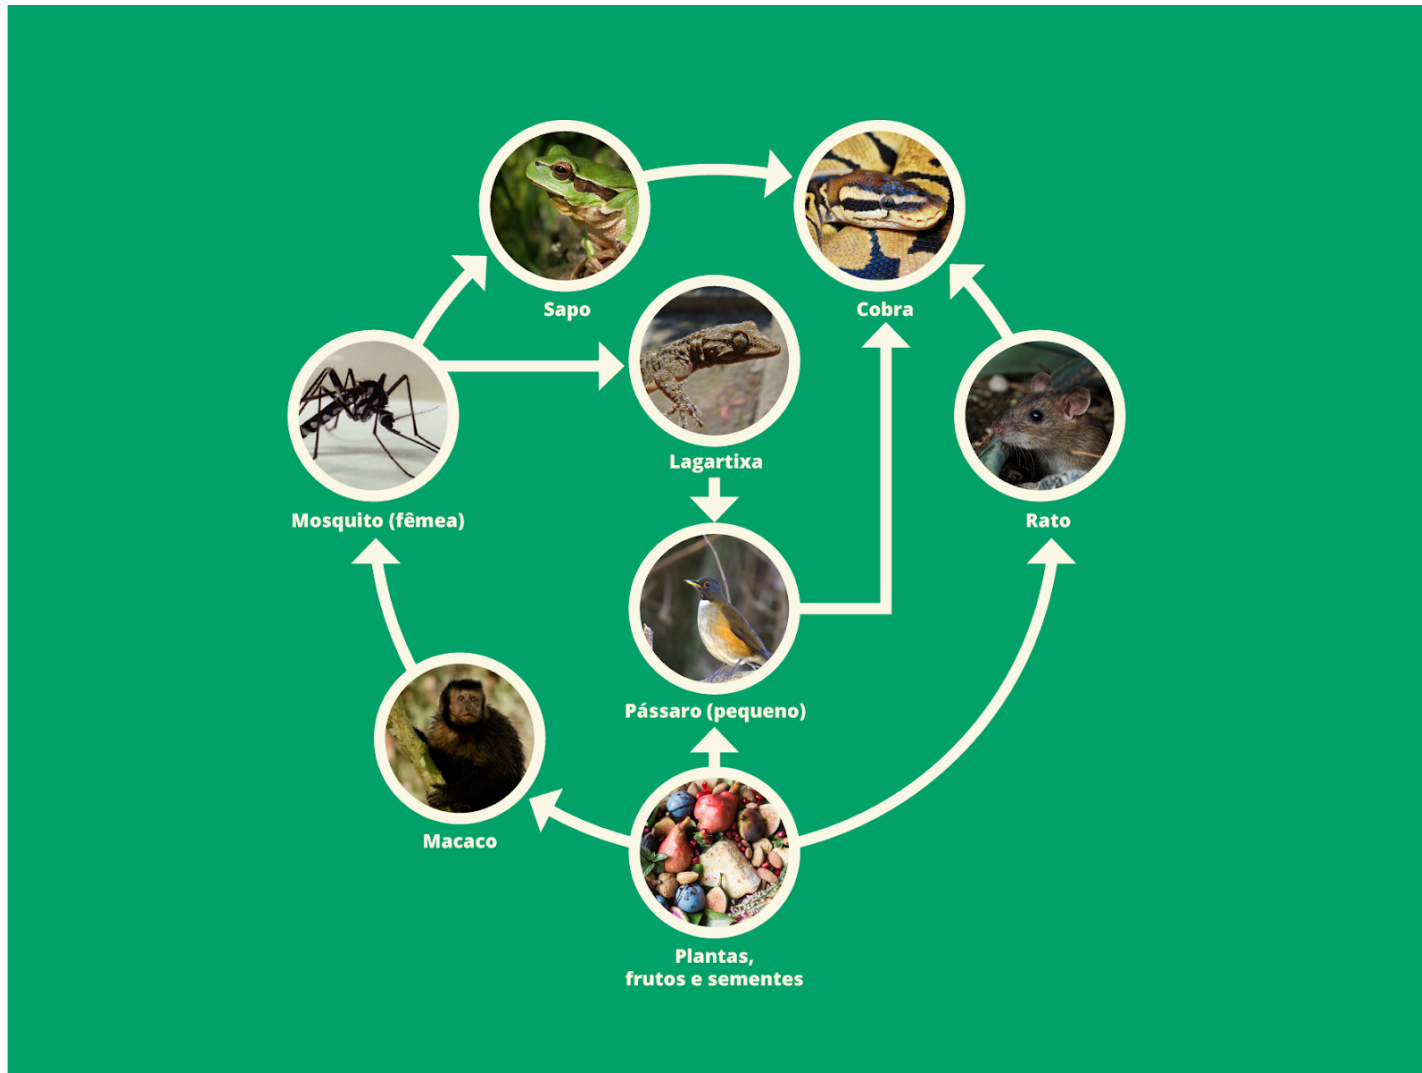 Sapo
Cobra
Lagartixa
Mosquito (fêmea)
Rato
Pássaro (pequeno)
Macaco
Plantas,
frutos e sementes